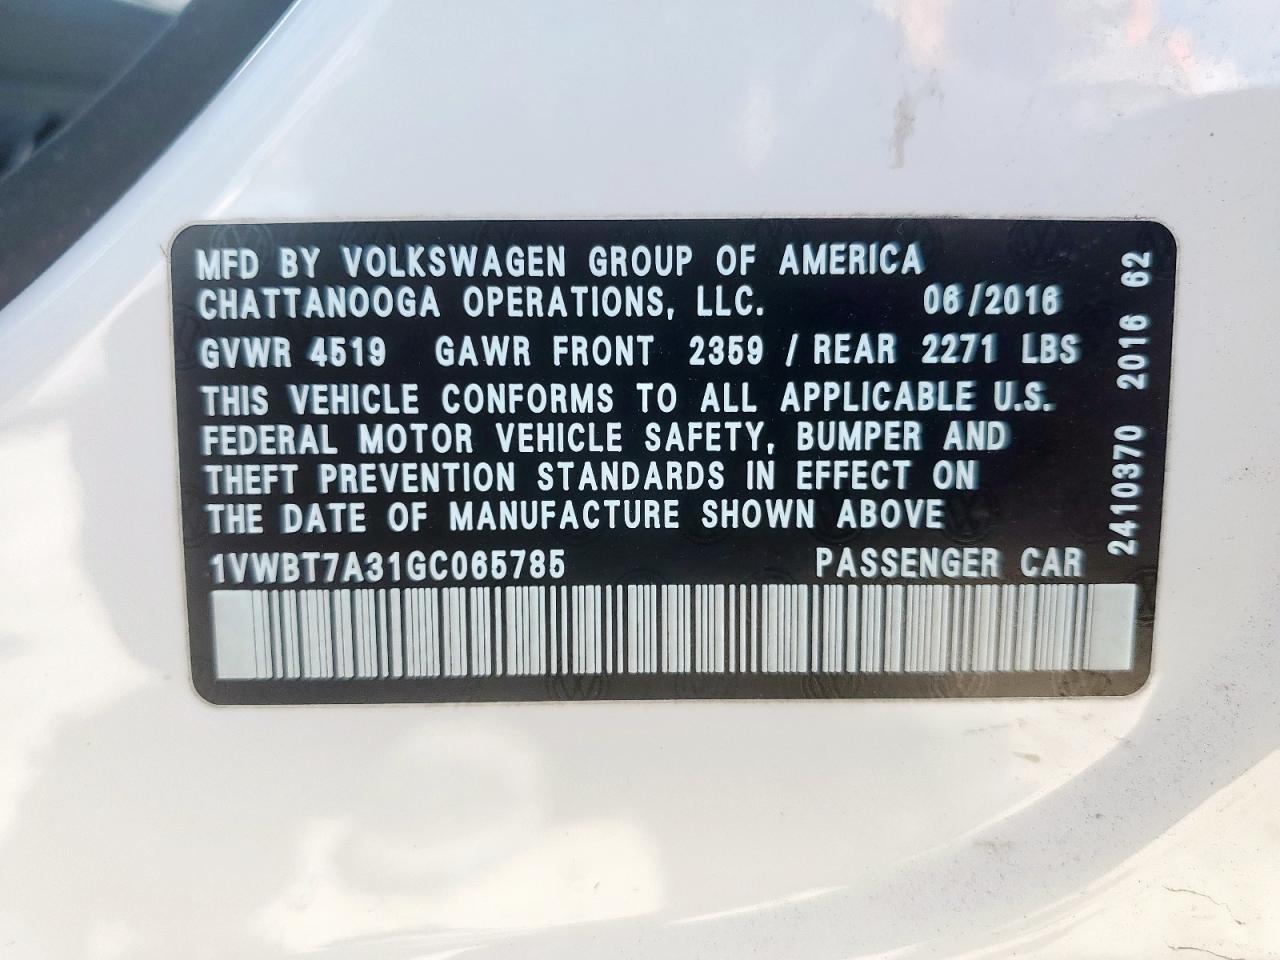 MFD BY VOLKSWAGEN GROUP OF AMERICA
CHATTANOOGA OPERATIONS, LLC. 06/2016
GVWR 4519 GAWR FRONT 2359 / REAR 2271 LBS
THIS VEHICLE CONFORMS TO ALL APPLICABLE U.S.
FEDERAL MOTOR VEHICLE SAFETY, BUMPER AND
THEFT PREVENTION STANDARDS IN EFFECT ON
THE DATE OF MANUFACTURE SHOWN ABOVE
1VWBT7A31GC065785 PASSENGER CAR
2410370 2016 62